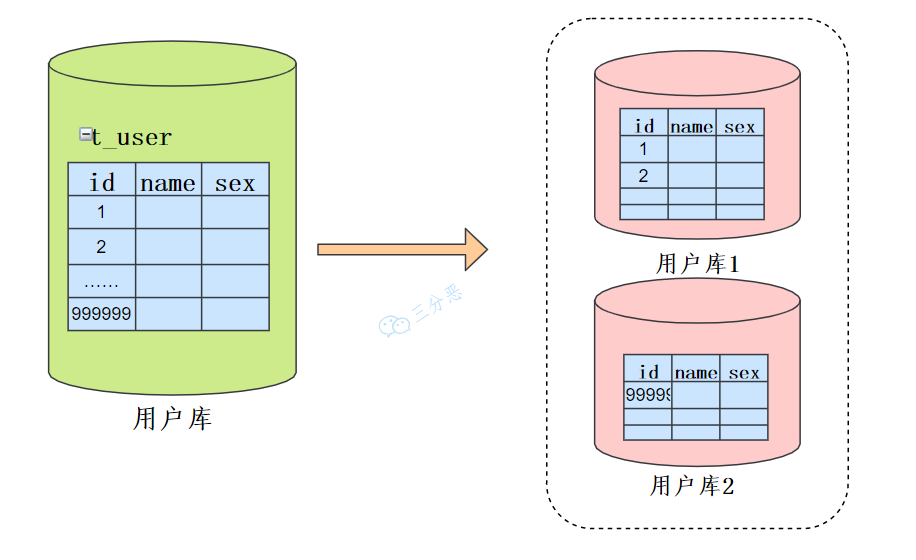 t_user
id name sex
1
2
......
999999
用户库
三分恶
id name sex
1
2
用户库1
id name sex
99999
用户库2